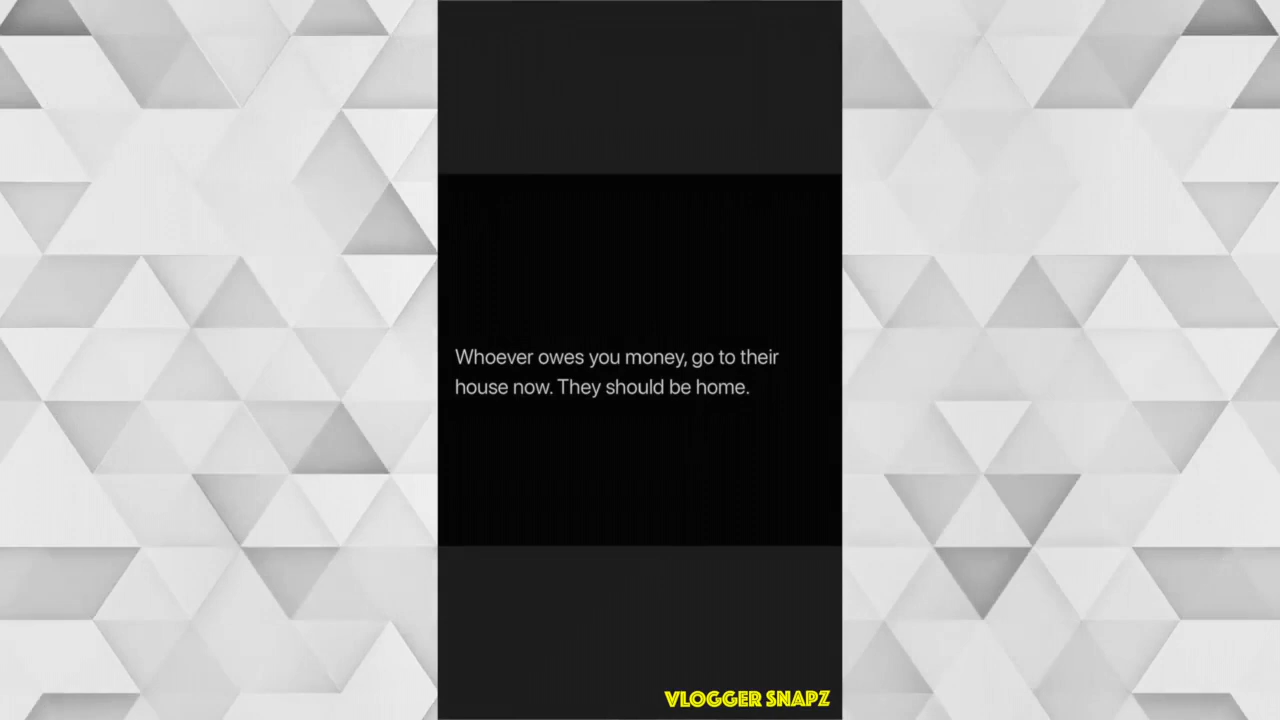 Whoever owes you money, go to their
house now. They should be home.
VLOGGER SNAPZ